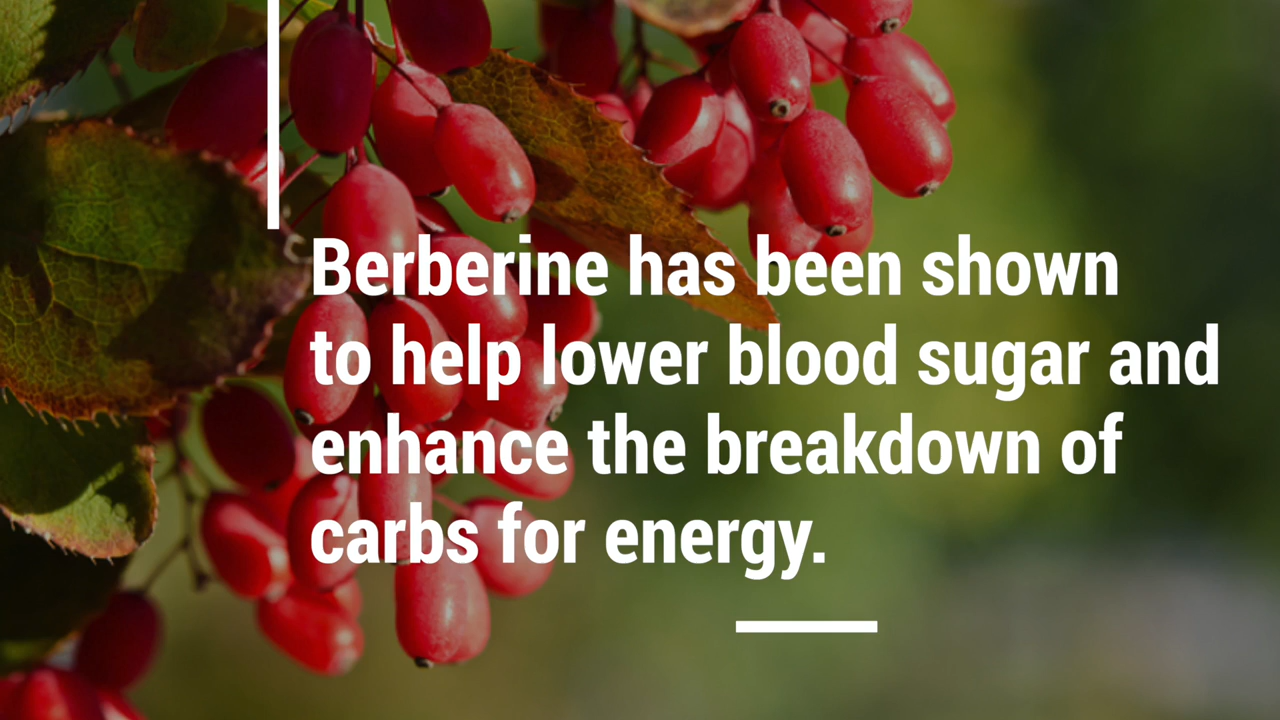 Berberine has been shown
to help lower blood sugar and
enhance the breakdown of
carbs for energy.